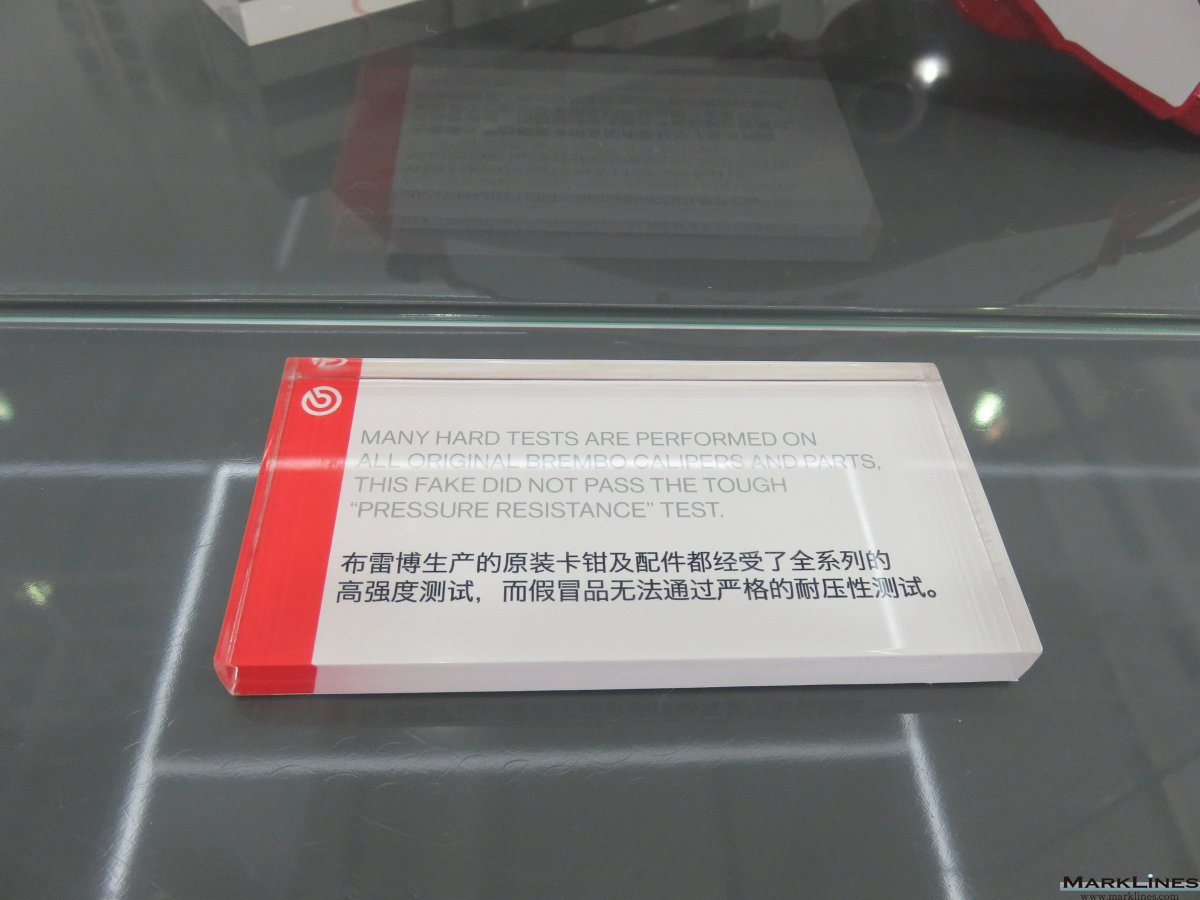 MANY HARD TESTS ARE PERFORMED ON
ALL ORIGINAL BREMBO CALIPERS AND PARTS,
THIS FAKE DID NOT PASS THE TOUGH
“PRESSURE RESISTANCE” TEST.
布雷博生产的原装卡钳及配件都经受了全系列的
高强度测试，而假冒品无法通过严格的耐压性测试。
MARKLINES
www.marklines.com